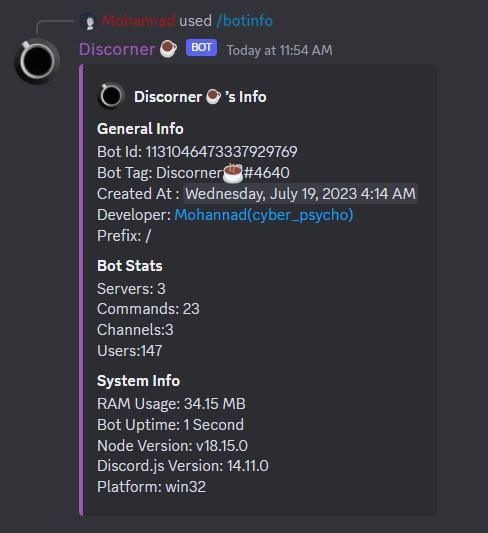 Mohannad used /botinfo
Discorner ☕ BOT Today at 11:54 AM
Discorner ☕ 's Info
General Info
Bot Id: 1131046473337929769
Bot Tag: Discorner☕#4640
Created At : Wednesday, July 19, 2023 4:14 AM
Developer: Mohannad(cyber_psycho)
Prefix: /
Bot Stats
Servers: 3
Commands: 23
Channels:3
Users:147
System Info
RAM Usage: 34.15 MB
Bot Uptime: 1 Second
Node Version: v18.15.0
Discord.js Version: 14.11.0
Platform: win32